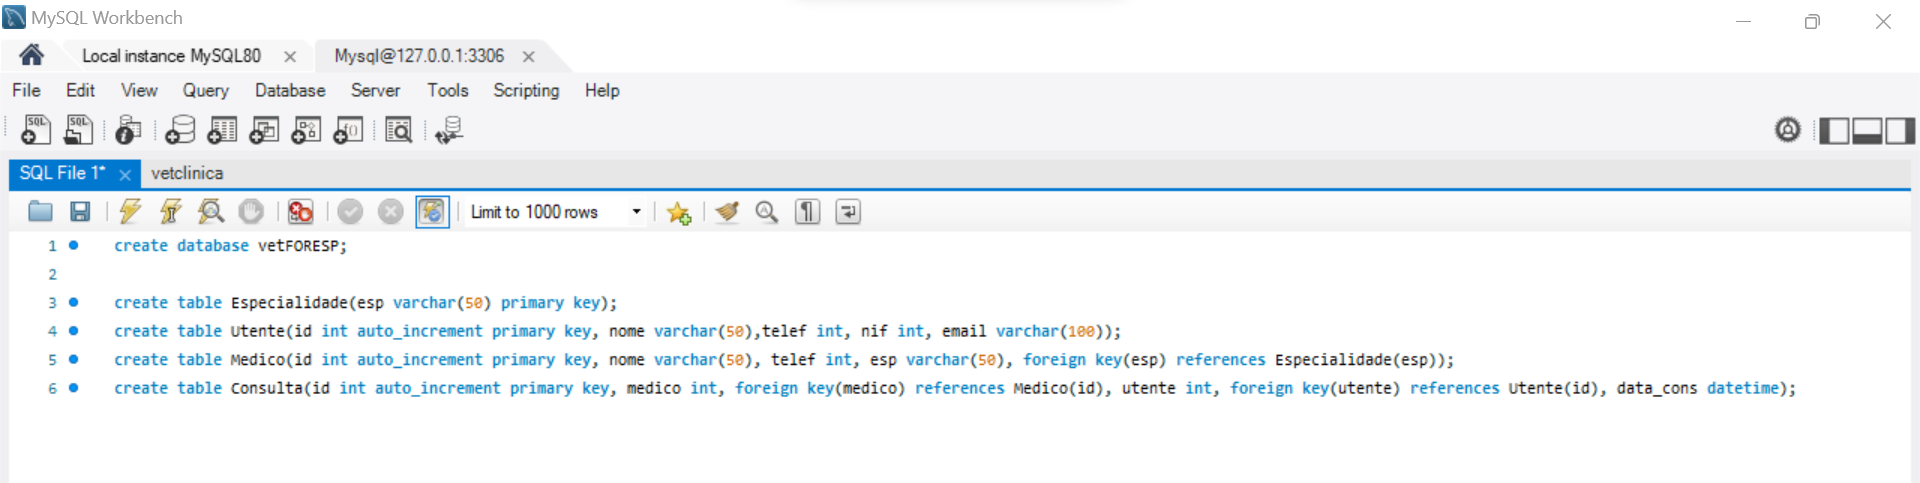 MySQL Workbench
Local instance MySQL80 Mysql@127.0.0.1:3306
File Edit View Query Database Server Tools Scripting Help
SQL File 1* vetclinica
Limit to 1000 rows
1 create database vetFORESP;
2
3 create table Especialidade(esp varchar(50) primary key);
4 create table Utente(id int auto_increment primary key, nome varchar(50),telef int, nif int, email varchar(100));
5 create table Medico(id int auto_increment primary key, nome varchar(50), telef int, esp varchar(50), foreign key(esp) references Especialidade(esp));
6 create table Consulta(id int auto_increment primary key, medico int, foreign key(medico) references Medico(id), utente int, foreign key(utente) references Utente(id), data_cons datetime);